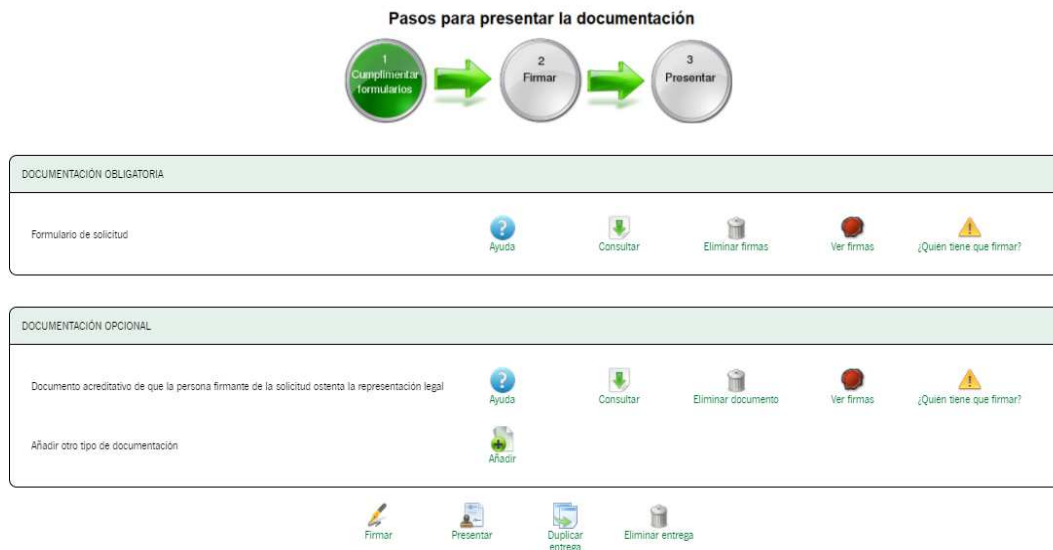 Pasos para presentar la documentación
1
Cumplimentar
formularios
2
Firmar
3
Presentar
DOCUMENTACIÓN OBLIGATORIA
Formulario de solicitud
Ayuda
Consultar
Eliminar firmas
Ver firmas
¿Quién tiene que firmar?
DOCUMENTACIÓN OPCIONAL
Documento acreditativo de que la persona firmante de la solicitud ostenta la representación legal
Ayuda
Consultar
Eliminar documento
Ver firmas
¿Quién tiene que firmar?
Añadir otro tipo de documentación
Añadir
Firmar
Presentar
Duplicar
entrega
Eliminar entrega